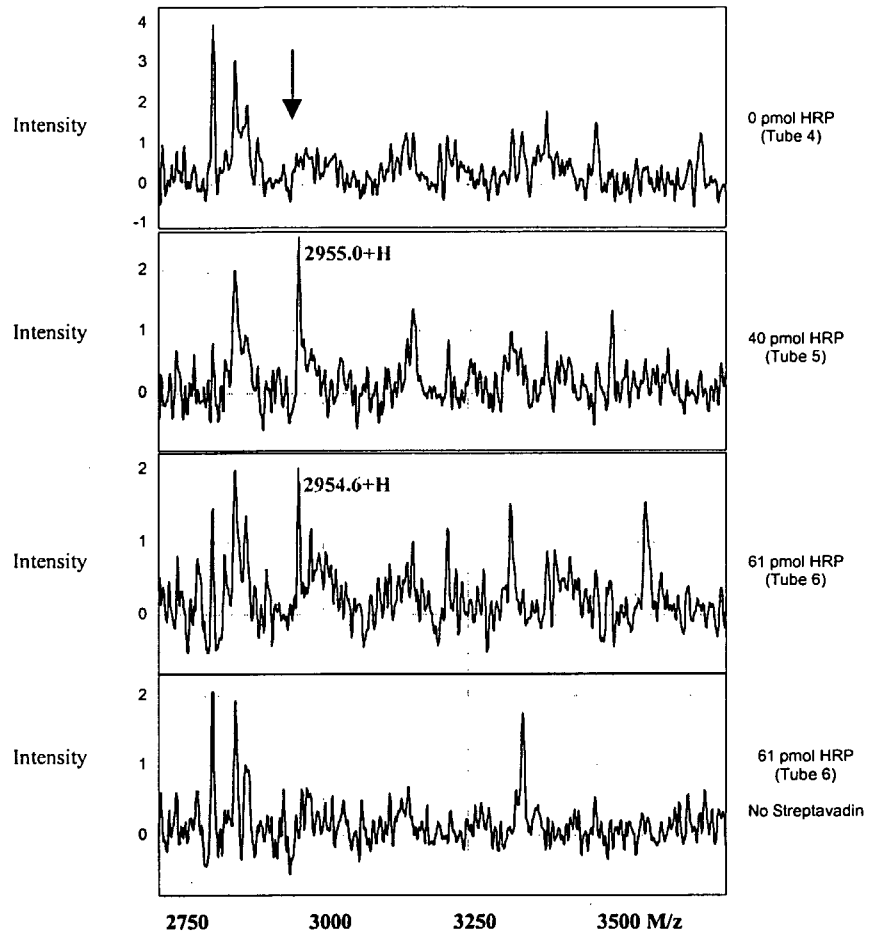 4
3
Intensity
2
1
0
-1
0 pmol HRP
(Tube 4)
2955.0+H
2
Intensity
1
0
40 pmol HRP
(Tube 5)
2
2954.6+H
Intensity
1
0
61 pmol HRP
(Tube 6)
2
Intensity
1
0
61 pmol HRP
(Tube 6)
No Streptavadin
2750 3000 3250 3500 M/z